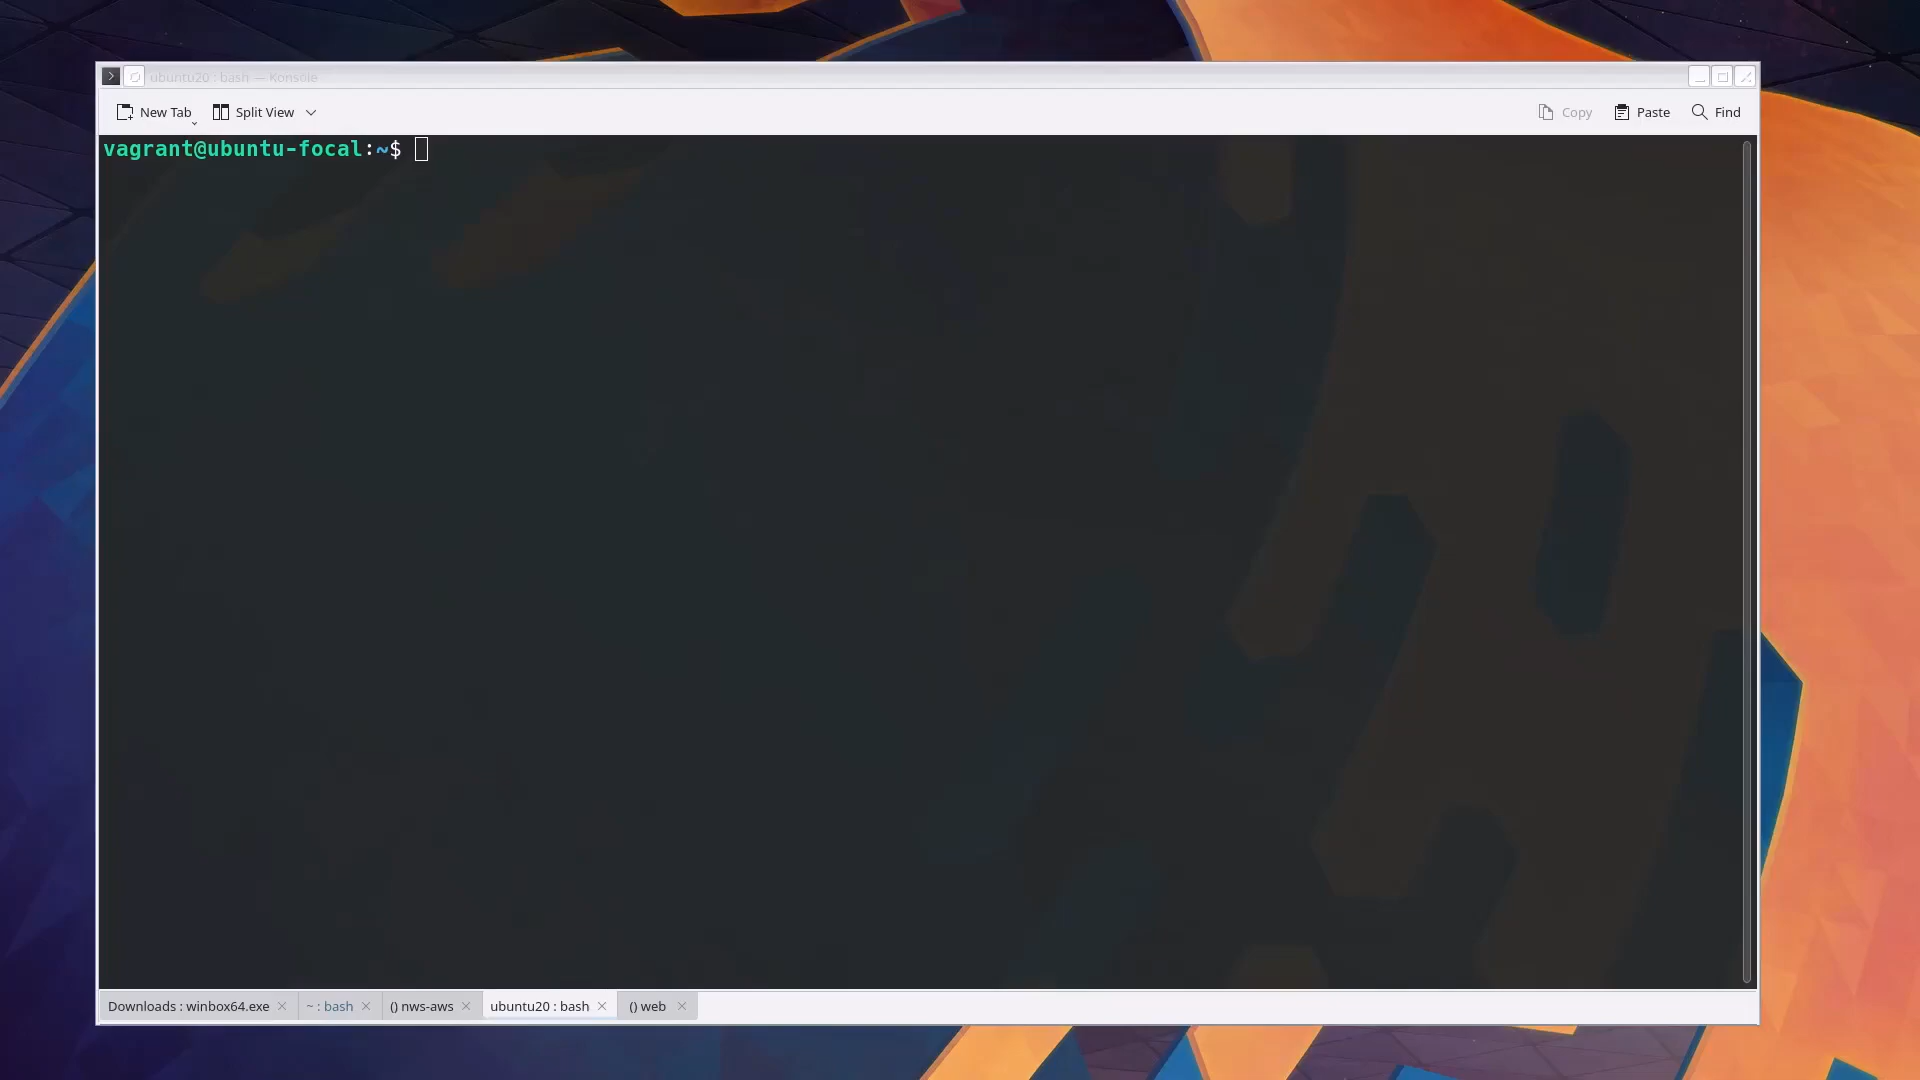 ubuntu20 : bash — Konsole
New Tab Split View Copy Paste Find
vagrant@ubuntu-focal:~$
Downloads : winbox64.exe ~ : bash () nws-aws ubuntu20 : bash () web